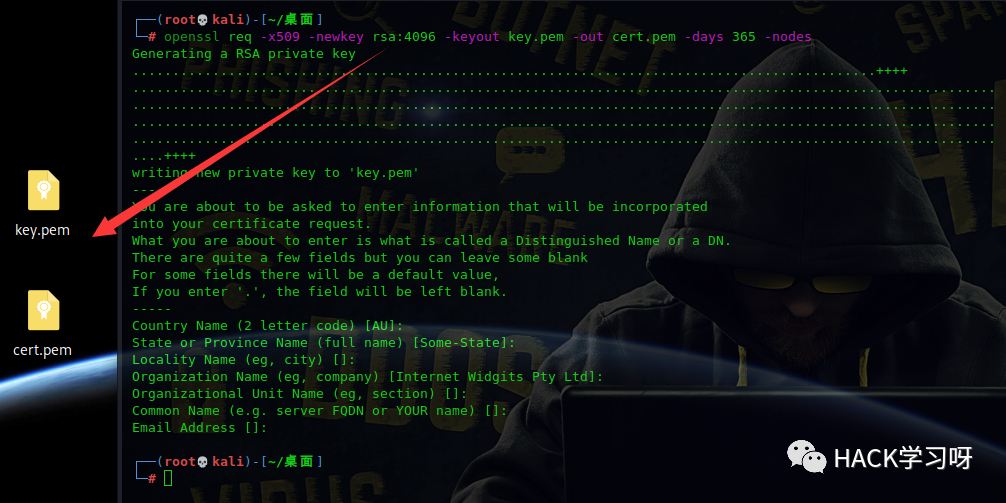 ┌──(root💀kali)-[~/桌面]
└─# openssl req -x509 -newkey rsa:4096 -keyout key.pem -out cert.pem -days 365 -nodes
Generating a RSA private key
............................................................................................++++
...........................................................................................................
...........................................................................................................
...........................................................................................................
...........................................................................................................
....++++
writing new private key to 'key.pem'
You are about to be asked to enter information that will be incorporated
into your certificate request.
What you are about to enter is what is called a Distinguished Name or a DN.
There are quite a few fields but you can leave some blank
For some fields there will be a default value,
If you enter '.', the field will be left blank.
-----
Country Name (2 letter code) [AU]:
State or Province Name (full name) [Some-State]:
Locality Name (eg, city) []:
Organization Name (eg, company) [Internet Widgits Pty Ltd]:
Organizational Unit Name (eg, section) []:
Common Name (e.g. server FQDN or YOUR name) []:
Email Address []:
┌──(root💀kali)-[~/桌面]
└─#
key.pem
cert.pem
BOTNET
PHISHING
MALWARE
VIRUS
HACK学习呀